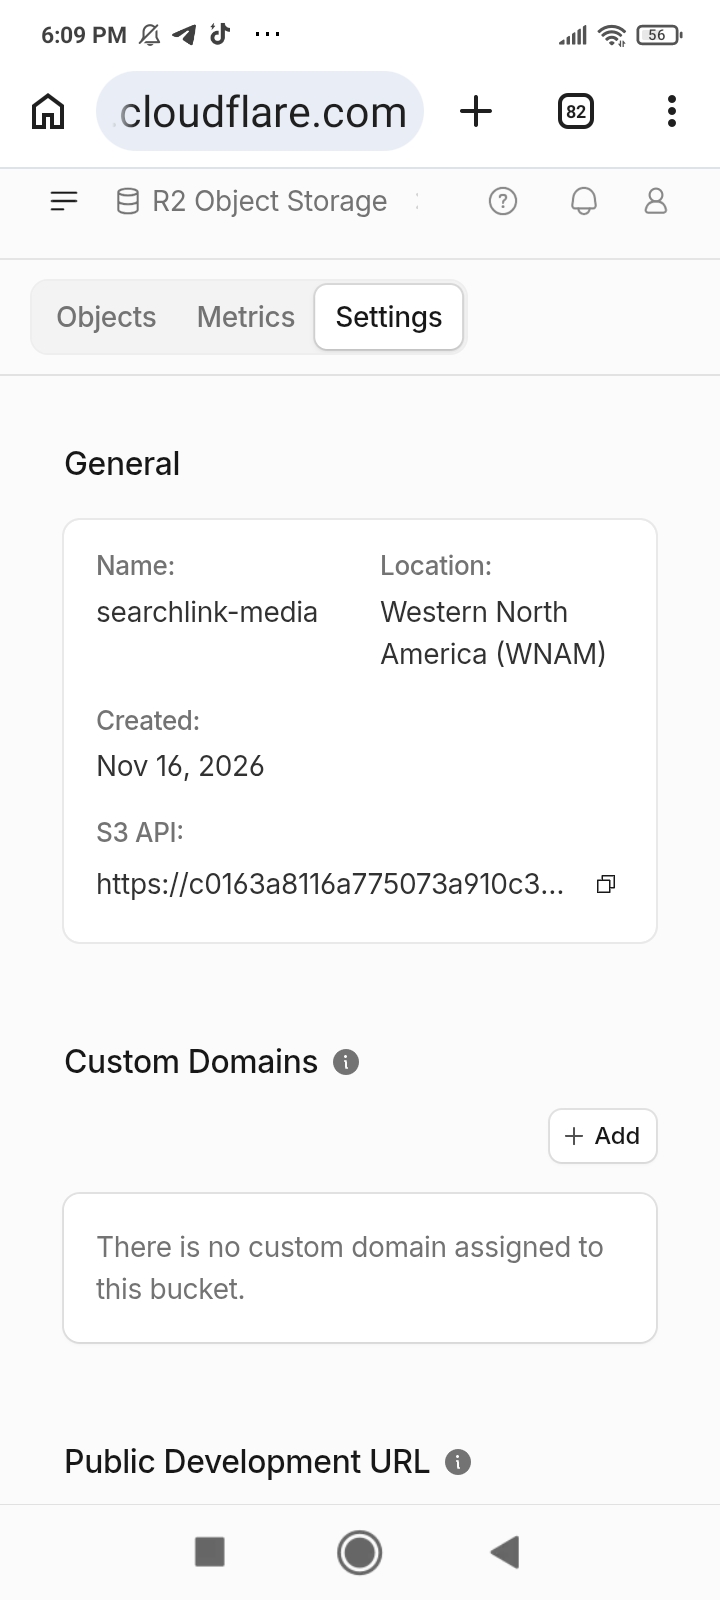 6:09 PM
56
.cloudflare.com
82
R2 Object Storage
Objects Metrics Settings
General
Name:
searchlink-media
Location:
Western North
America (WNAM)
Created:
Nov 16, 2026
S3 API:
https://c0163a8116a775073a910c3...
Custom Domains
+ Add
There is no custom domain assigned to
this bucket.
Public Development URL